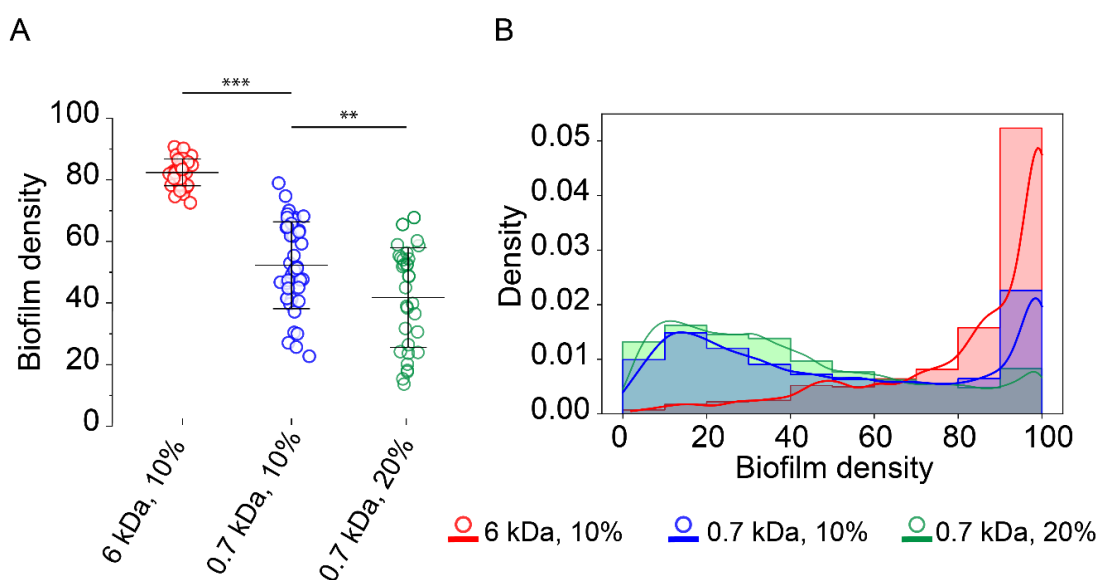 A
B
***
**
100
80
60
40
20
0
Biofilm density
6 kDa, 10%
0.7 kDa, 10%
0.7 kDa, 20%
0.05
0.04
0.03
0.02
0.01
0.00
Density
0 20 40 60 80 100
Biofilm density
6 kDa, 10% 0.7 kDa, 10% 0.7 kDa, 20%